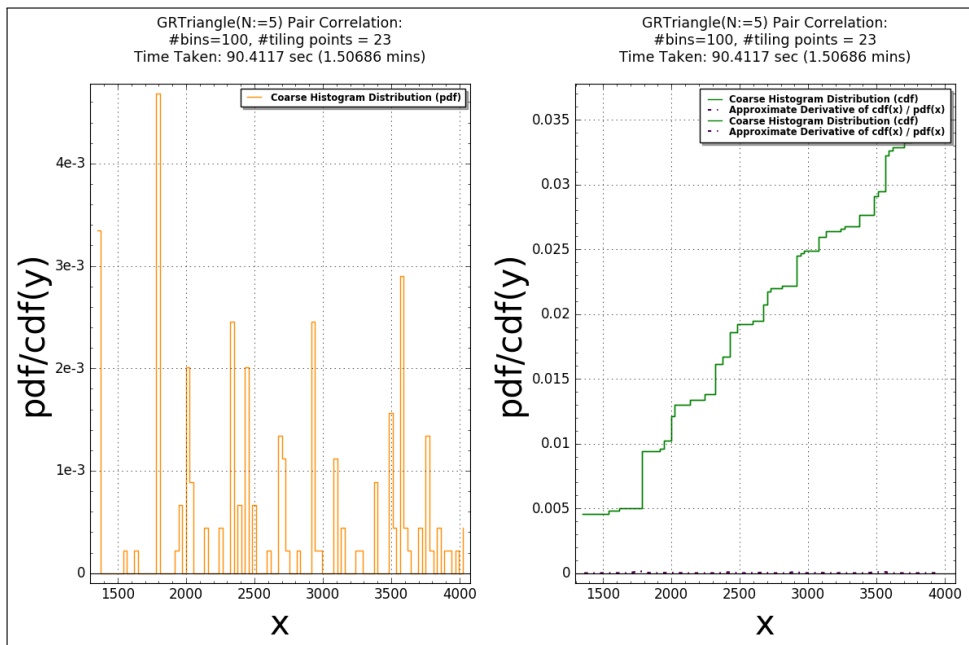 GRTriangle(N:=5) Pair Correlation:
#bins=100, #tiling points = 23
Time Taken: 90.4117 sec (1.50686 mins)
Coarse Histogram Distribution (pdf)
pdf/cdf(y)
4e-3
3e-3
2e-3
1e-3
0
1500
2000
2500
3000
3500
4000
x
GRTriangle(N:=5) Pair Correlation:
#bins=100, #tiling points = 23
Time Taken: 90.4117 sec (1.50686 mins)
Coarse Histogram Distribution (cdf)
Approximate Derivative of cdf(x) / pdf(x)
Coarse Histogram Distribution (cdf)
Approximate Derivative of cdf(x) / pdf(x)
pdf/cdf(y)
0.035
0.03
0.025
0.02
0.015
0.01
0.005
0
1500
2000
2500
3000
3500
4000
x